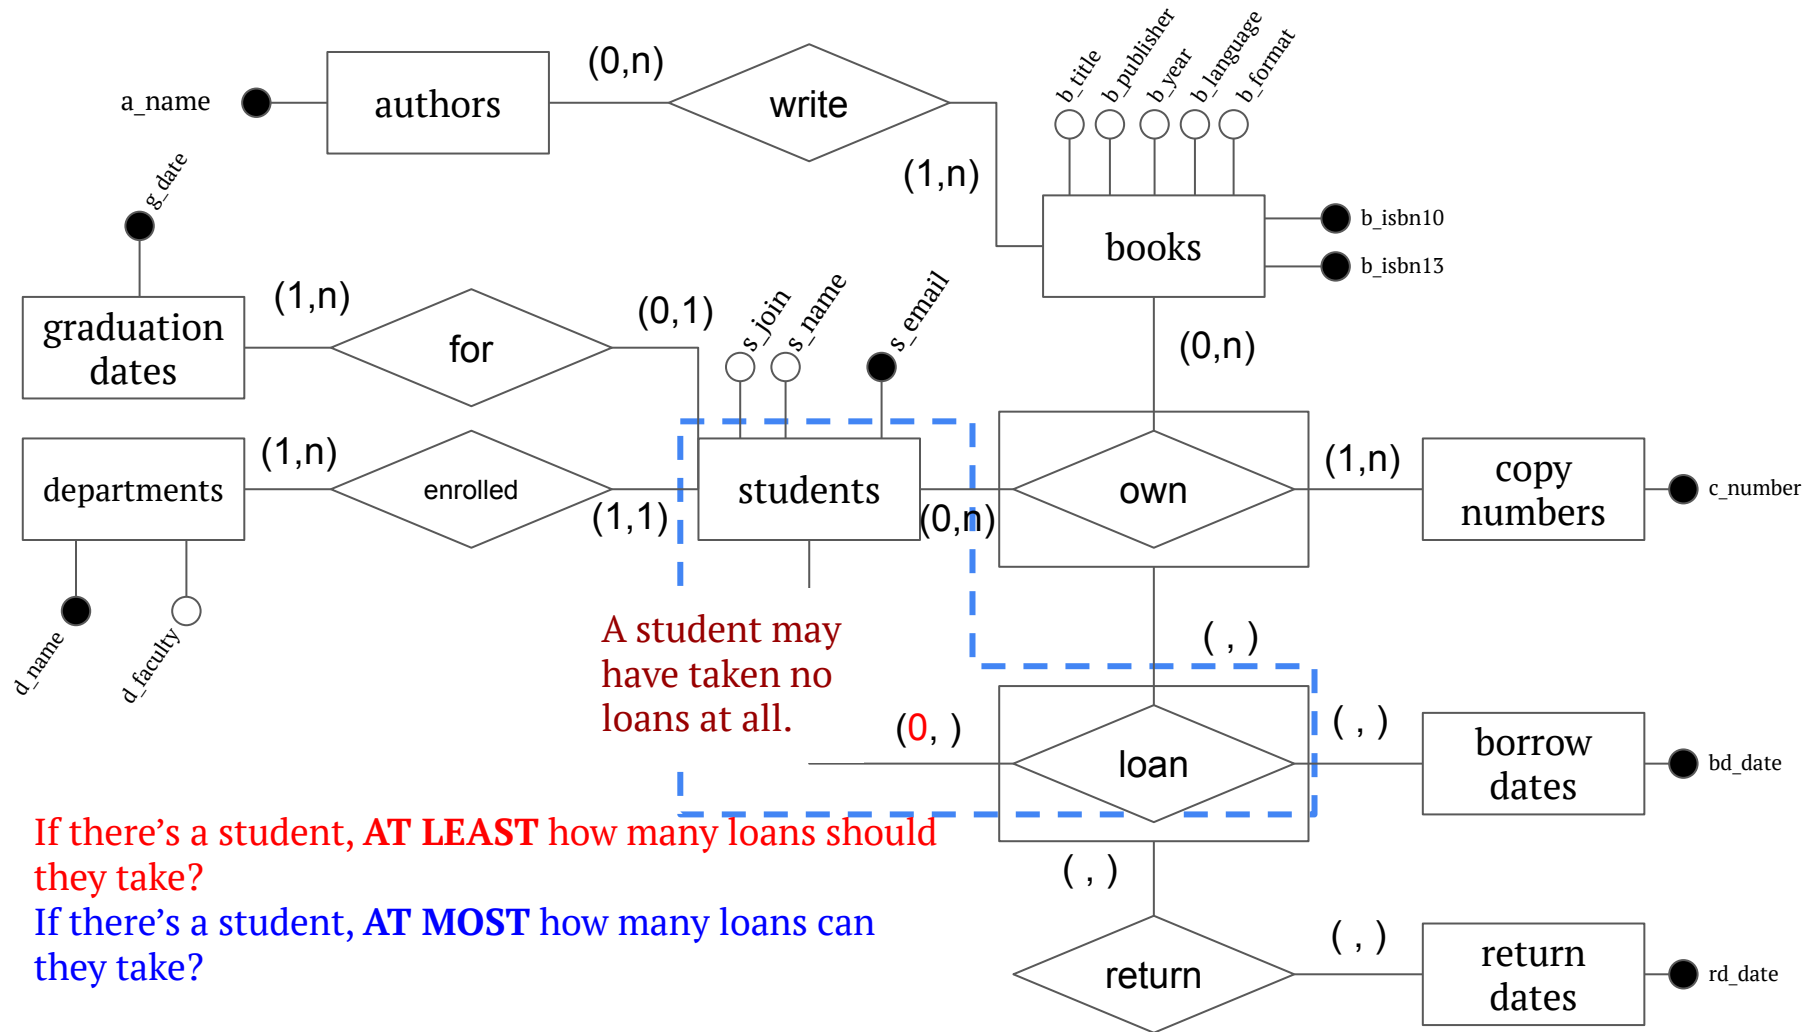 b_title
b_publisher
b_year
b_language
b_format
(0,n)
a_name
authors
write
(1,n)
g_date
b_isbn10
books
b_isbn13
(1,n)
graduation
dates
for
(0,1)
s_join
s_name
s_email
(0,n)
(1,n)
departments
enrolled
(1,1)
students
(0,n)
own
(1,n)
copy
numbers
c_number
d_name
d_faculty
A student may
have taken no
loans at all.
( , )
(0, )
loan
( , )
borrow
dates
bd_date
If there’s a student, AT LEAST how many loans should
they take?
If there’s a student, AT MOST how many loans can
they take?
( , )
return
( , )
return
dates
rd_date